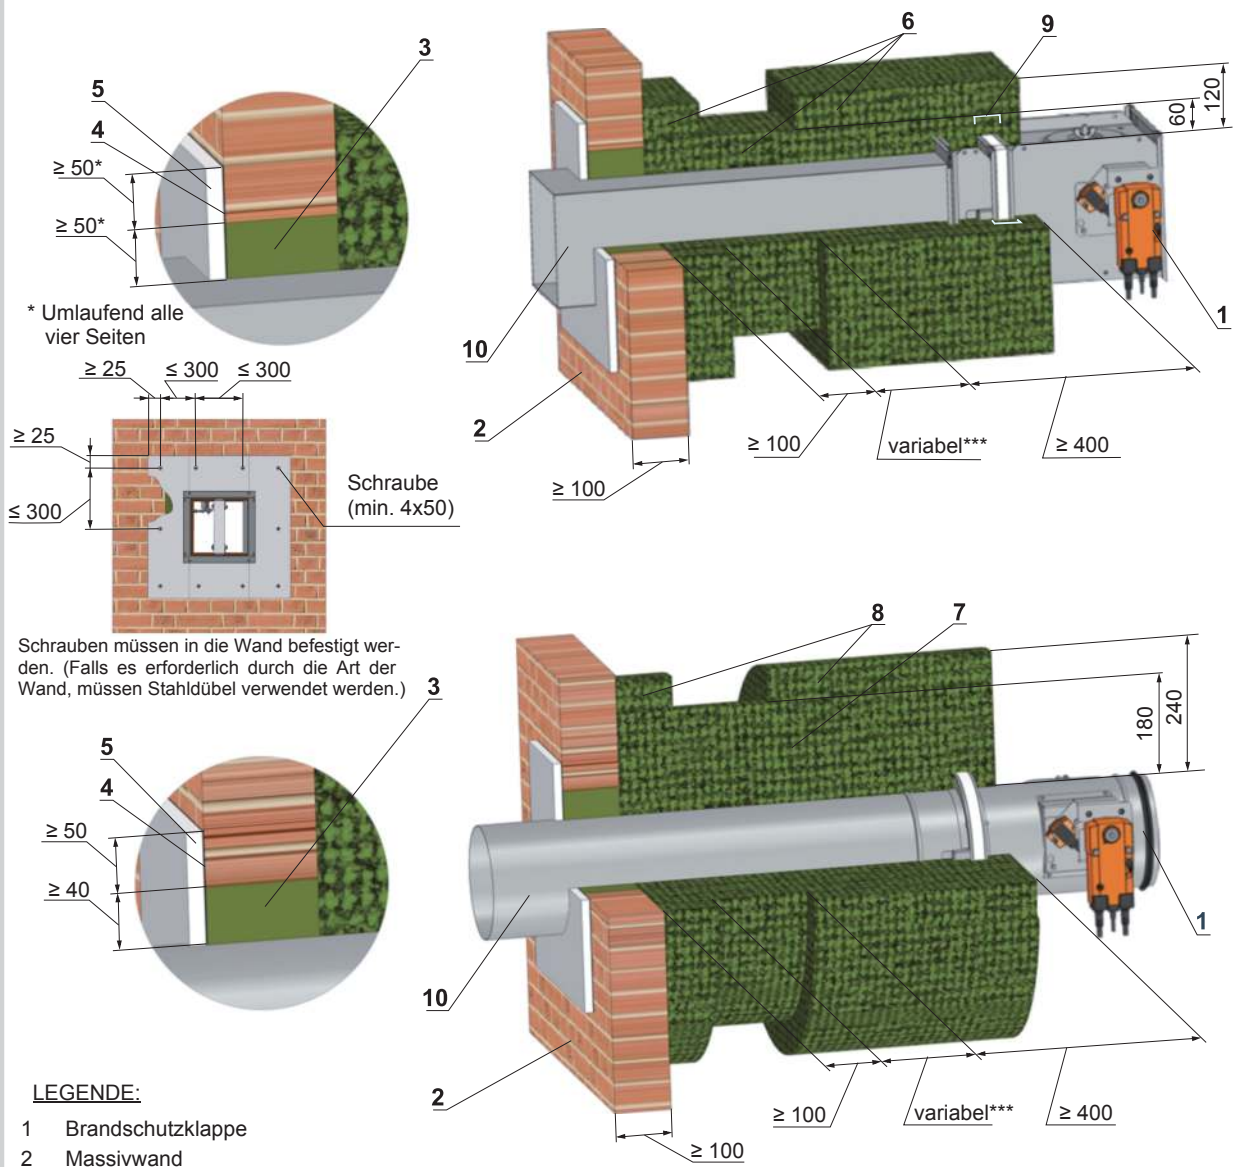 3
5
4
≥ 50*
≥ 50*
* Umlaufend alle
vier Seiten
6
9
120
60
1
10
2
≥ 100
variabel***
≥ 400
≥ 100
≥ 25
≤ 300
≤ 300
≥ 25
≤ 300
Schraube
(min. 4x50)
Schrauben müssen in die Wand befestigt wer-
den. (Falls es erforderlich durch die Art der
Wand, müssen Stahldübel verwendet werden.)
3
5
4
≥ 50
≥ 40
8
7
240
180
1
10
2
≥ 100
variabel***
≥ 400
≥ 100
LEGENDE:
1 Brandschutzklappe
2 Massivwand